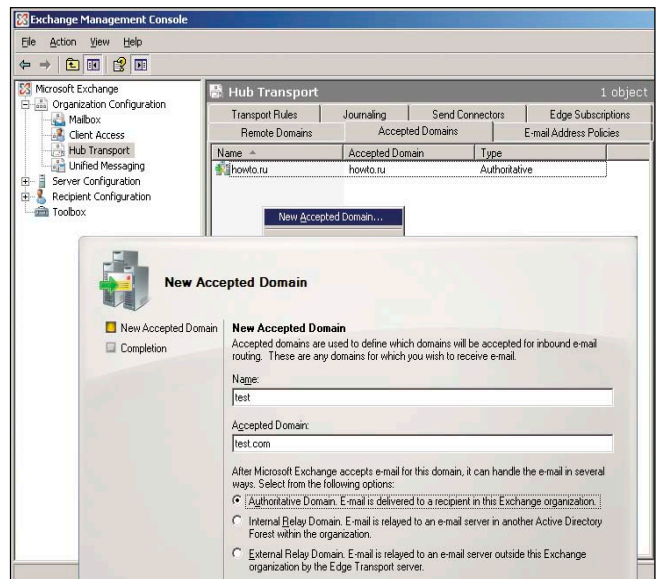 Exchange Management Console
File Action View Help
Microsoft Exchange
Organization Configuration
Mailbox
Client Access
Hub Transport
Unified Messaging
Server Configuration
Recipient Configuration
Toolbox
Hub Transport 1 object
Transport Rules Journaling Send Connectors Edge Subscriptions
Remote Domains Accepted Domains E-mail Address Policies
Name Accepted Domain Type
howto.ru howto.ru Authoritative
New Accepted Domain...
New Accepted Domain
New Accepted Domain
Completion
New Accepted Domain
Accepted domains are used to define which domains will be accepted for inbound e-mail
routing. These are any domains for which you wish to receive e-mail.
Name:
test
Accepted Domain:
test.com
After Microsoft Exchange accepts e-mail for this domain, it can handle the e-mail in several
ways. Select from the following options:
Authoritative Domain. E-mail is delivered to a recipient in this Exchange organization.
Internal Relay Domain. E-mail is relayed to an e-mail server in another Active Directory
Forest within the organization.
External Relay Domain. E-mail is relayed to an e-mail server outside this Exchange
organization by the Edge Transport server.